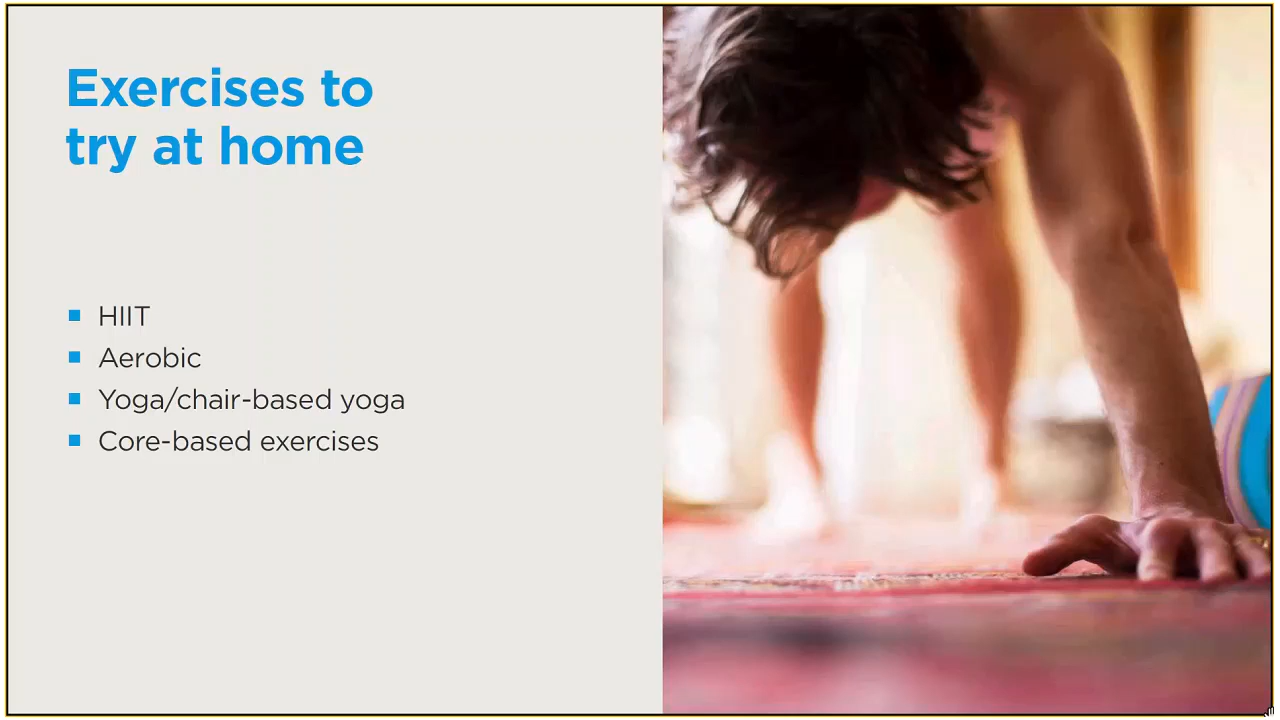 Exercises to
try at home
HIIT
Aerobic
Yoga/chair-based yoga
Core-based exercises